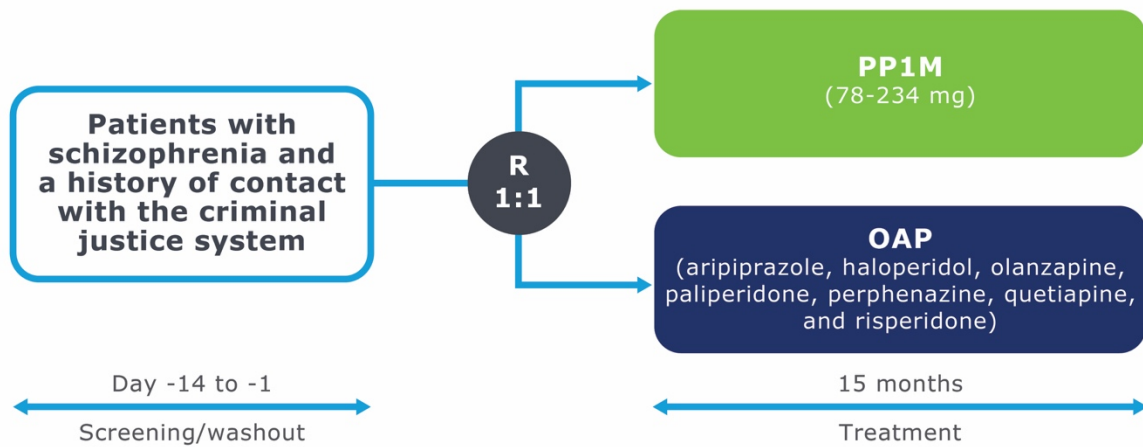 Patients with
schizophrenia and
a history of contact
with the criminal
justice system
R
1:1
PP1M
(78-234 mg)
OAP
(aripiprazole, haloperidol, olanzapine,
paliperidone, perphenazine, quetiapine,
and risperidone)
Day -14 to -1
Screening/washout
15 months
Treatment